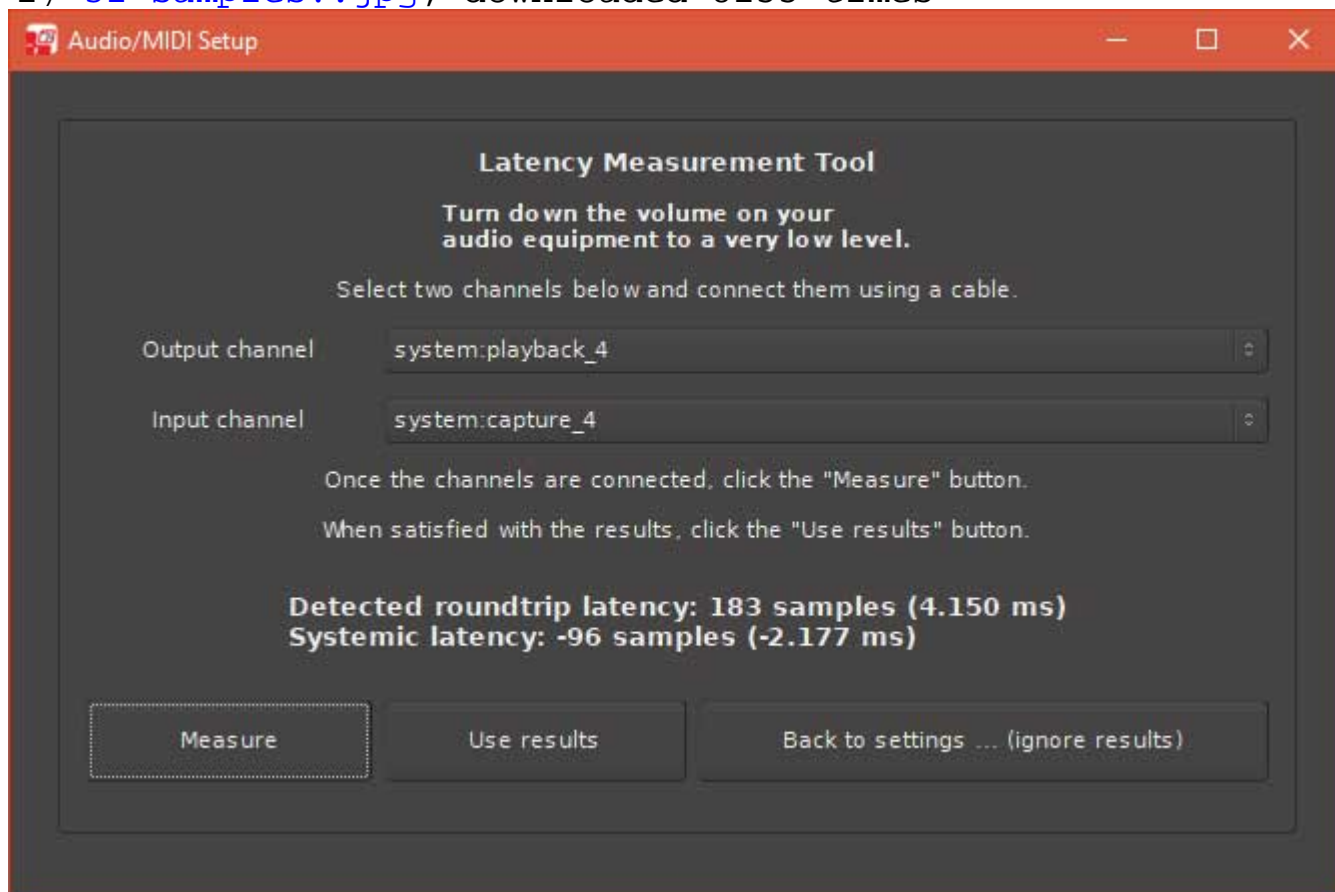 Audio/MIDI Setup
Latency Measurement Tool
Turn down the volume on your
audio equipment to a very low level.
Select two channels below and connect them using a cable.
Output channel system:playback_4
Input channel system:capture_4
Once the channels are connected, click the "Measure" button.
When satisfied with the results, click the "Use results" button.
Detected roundtrip latency: 183 samples (4.150 ms)
Systemic latency: -96 samples (-2.177 ms)
Measure Use results Back to settings ... (ignore results)